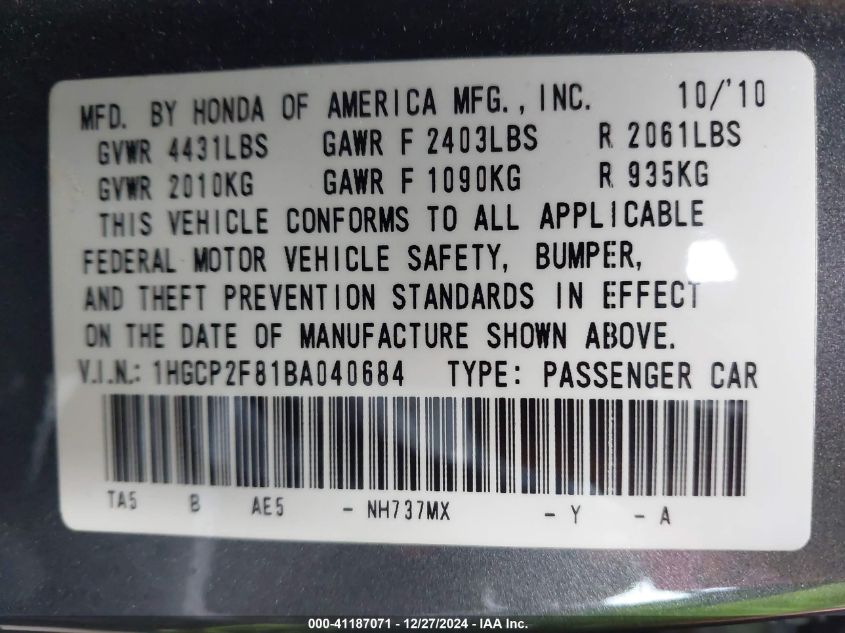 MFD. BY HONDA OF AMERICA MFG., INC. 10/'10
GVWR 4431LBS GAWR F 2403LBS R 2061LBS
GVWR 2010KG GAWR F 1090KG R 935KG
THIS VEHICLE CONFORMS TO ALL APPLICABLE
FEDERAL MOTOR VEHICLE SAFETY, BUMPER,
AND THEFT PREVENTION STANDARDS IN EFFECT
ON THE DATE OF MANUFACTURE SHOWN ABOVE.
V.I.N.: 1HGCP2F81BA040684 TYPE: PASSENGER CAR
TA5 B AE5 - NH737MX - Y - A
000-41187071 - 12/27/2024 - IAA Inc.